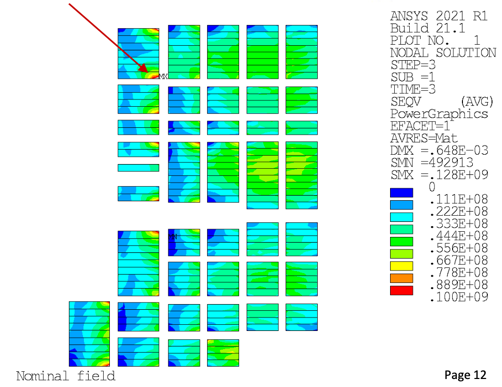 ANSYS 2021 R1
Build 21.1
PLOT NO.   1
NODAL SOLUTION
STEP=3
SUB =1
TIME=3
SEQV     (AVG)
PowerGraphics
EFACET=1
AVRES=Mat
DMX =.648E-03
SMN =492913
SMX =.128E+09
0
.111E+08
.222E+08
.333E+08
.444E+08
.556E+08
.667E+08
.778E+08
.889E+08
.100E+09
MX
Nominal field
Page 12